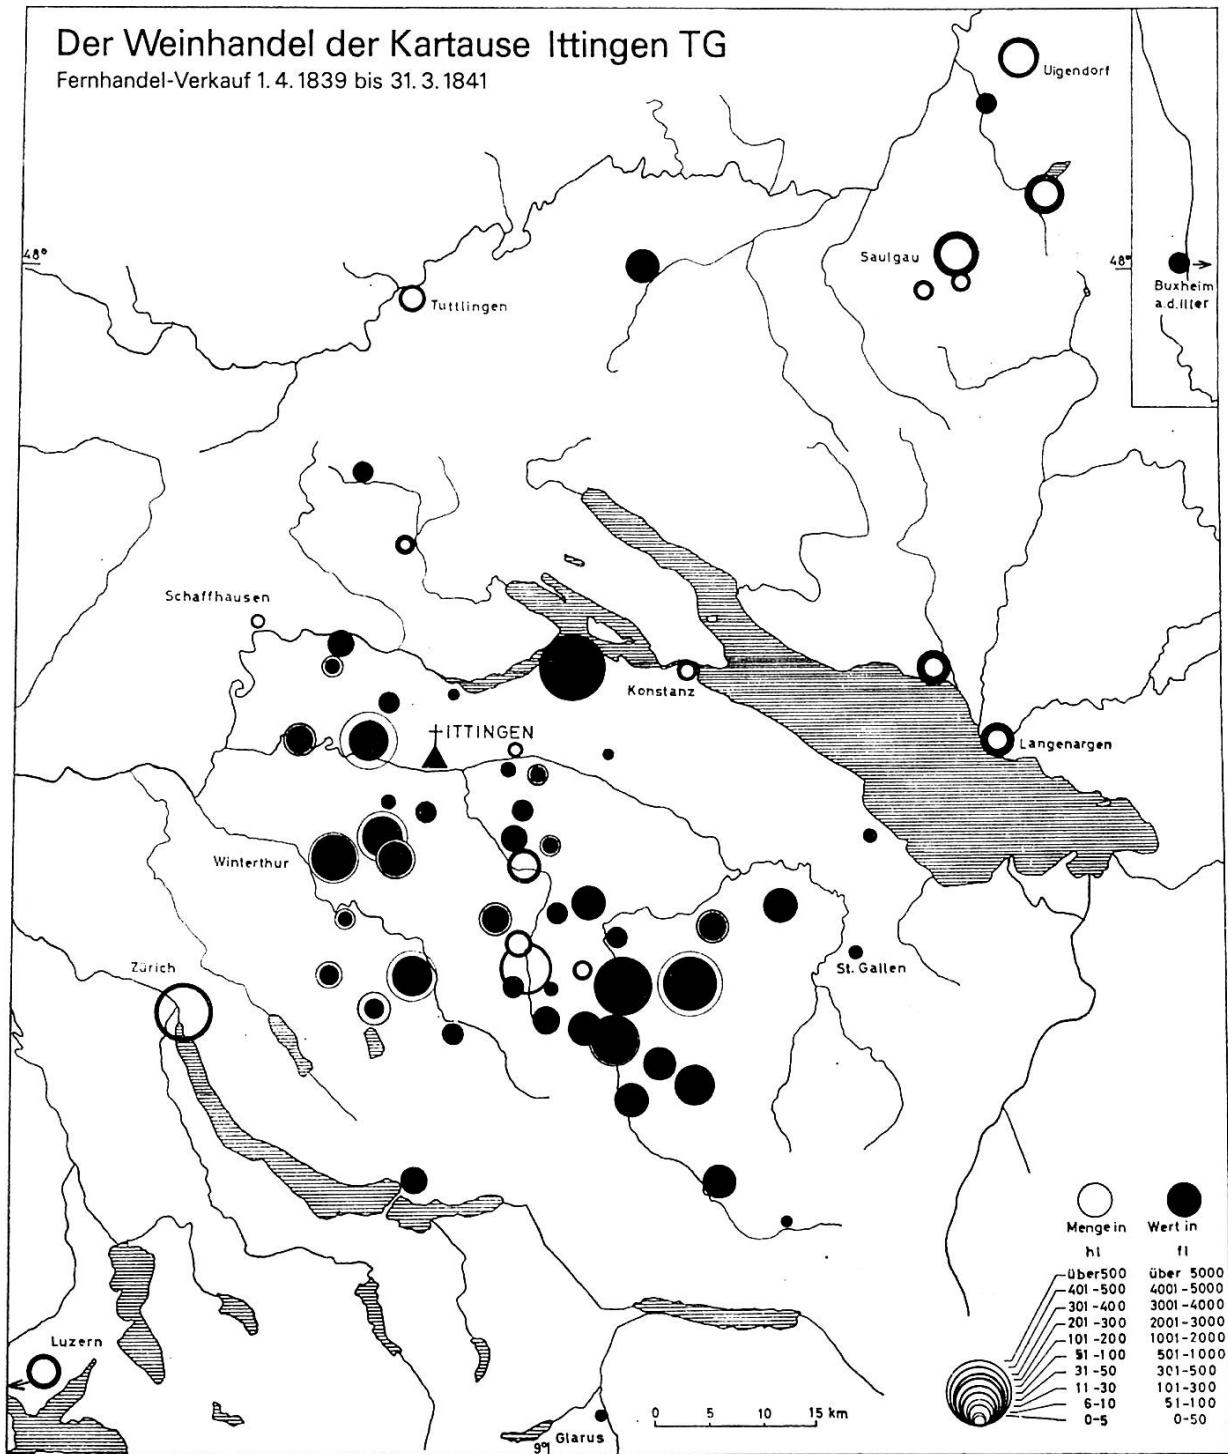 Der Weinhandel der Kartause Ittingen TG
Fernhandel-Verkauf 1.4.1839 bis 31.3.1841
Uigendorf
48°
Saulgau
48°
Buxheim
a.d.Iller
Tuttlingen
Schaffhausen
Konstanz
ITTINGEN
Langenargen
Winterthur
Zürich
St. Gallen
Luzern
Glarus
9°
0 5 10 15 km
Menge in Wert in
hl fl
über 500 über 5000
401-500 4001-5000
301-400 3001-4000
201-300 2001-3000
101-200 1001-2000
51-100 501-1000
31-50 301-500
11-30 101-300
6-10 51-100
0-5 0-50